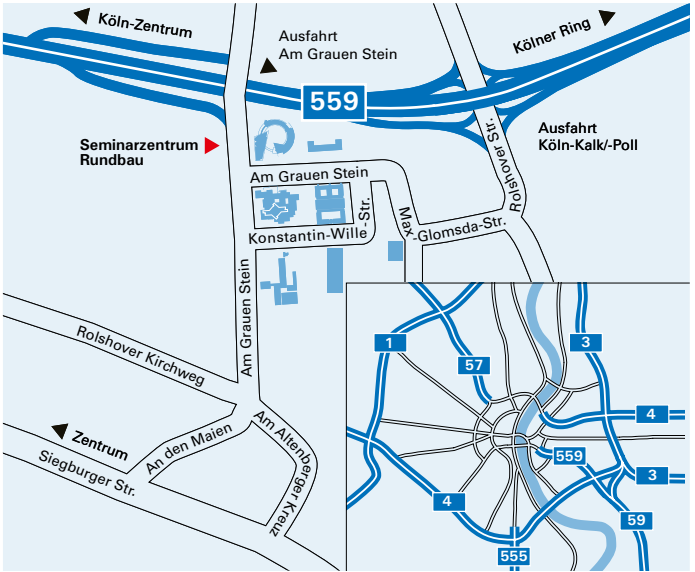 Köln-Zentrum
Ausfahrt
Am Grauen Stein
Kölner Ring
559
Ausfahrt
Köln-Kalk/-Poll
Seminarzentrum
Rundbau
Rolshover Str.
Am Grauen Stein
Konstantin-Wille-Str.
Max-Glomsda-Str.
Am Grauen Stein
Rolshover Kirchweg
Zentrum
An den Maien
Am Altenberger Kreuz
Siegburger Str.
1
57
3
4
559
3
4
59
555